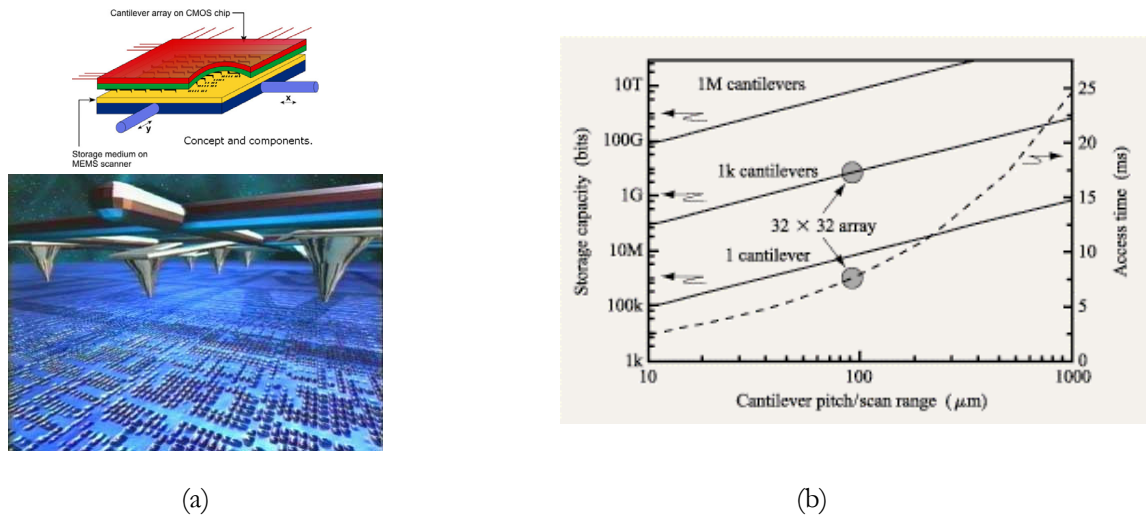 Cantilever array on CMOS chip
x
y
Concept and components.
Storage medium on
MEMS scanner
(a)
Storage capacity (bits)
10T
100G
1G
10M
100k
1k
1M cantilevers
1k cantilevers
32 × 32 array
1 cantilever
25
20
15
10
5
0
Access time (ms)
10
100
1000
Cantilever pitch/scan range (μm)
(b)